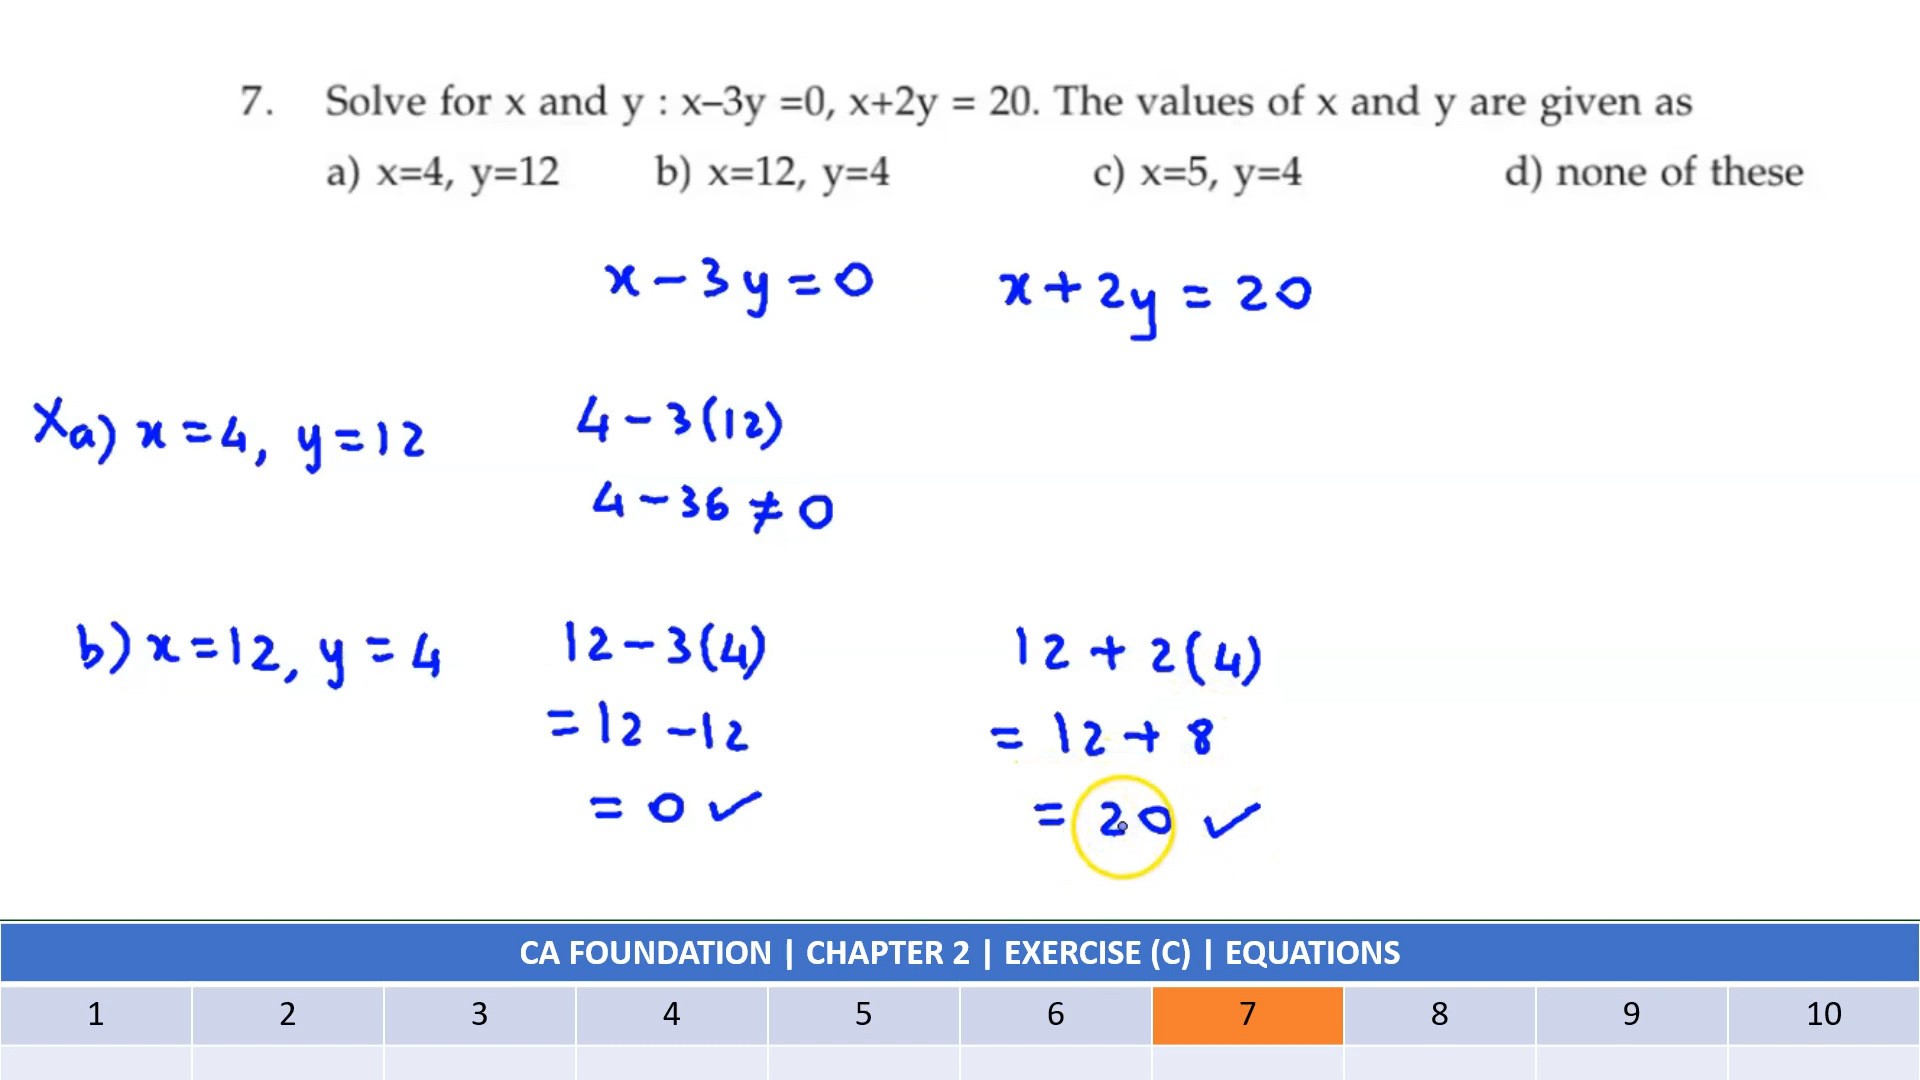 7. Solve for x and y : x–3y =0, x+2y = 20. The values of x and y are given as
a) x=4, y=12 b) x=12, y=4 c) x=5, y=4 d) none of these
x – 3y = 0 x + 2y = 20
X a) x = 4, y = 12 4 – 3(12)
4 – 36 ≠ 0
b) x = 12, y = 4 12 – 3(4) 12 + 2(4)
= 12 – 12 = 12 + 8
= 0 ✓ = 20 ✓
CA FOUNDATION | CHAPTER 2 | EXERCISE (C) | EQUATIONS
1 2 3 4 5 6 7 8 9 10